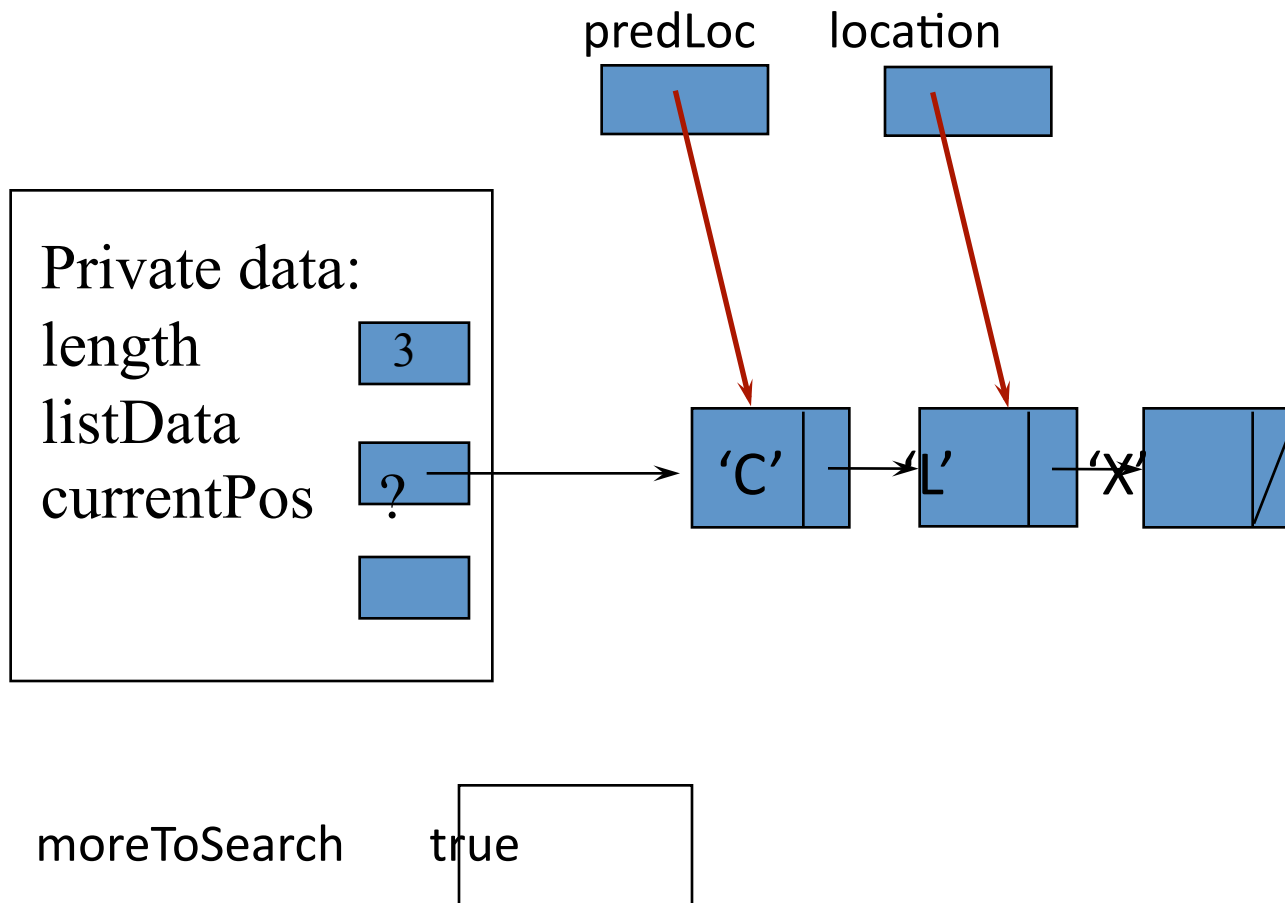 predLoc location
Private data:
length 3
listData
currentPos ?
‘C’ ‘L’ ‘X’
moreToSearch true